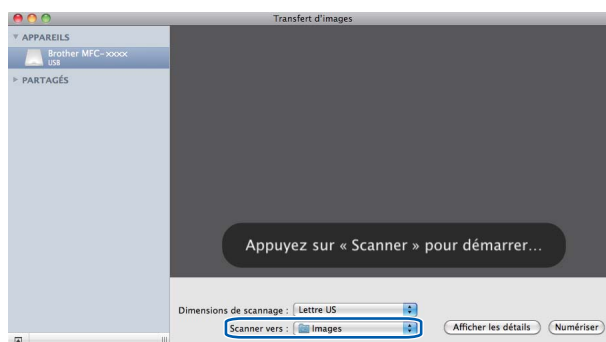 Transfert d'images
APPAREILS
Brother MFC-xxxx
USB
PARTAGÉS
Appuyez sur « Scanner » pour démarrer...
Dimensions de scannage : Lettre US
Scanner vers : Images
Afficher les détails Numériser